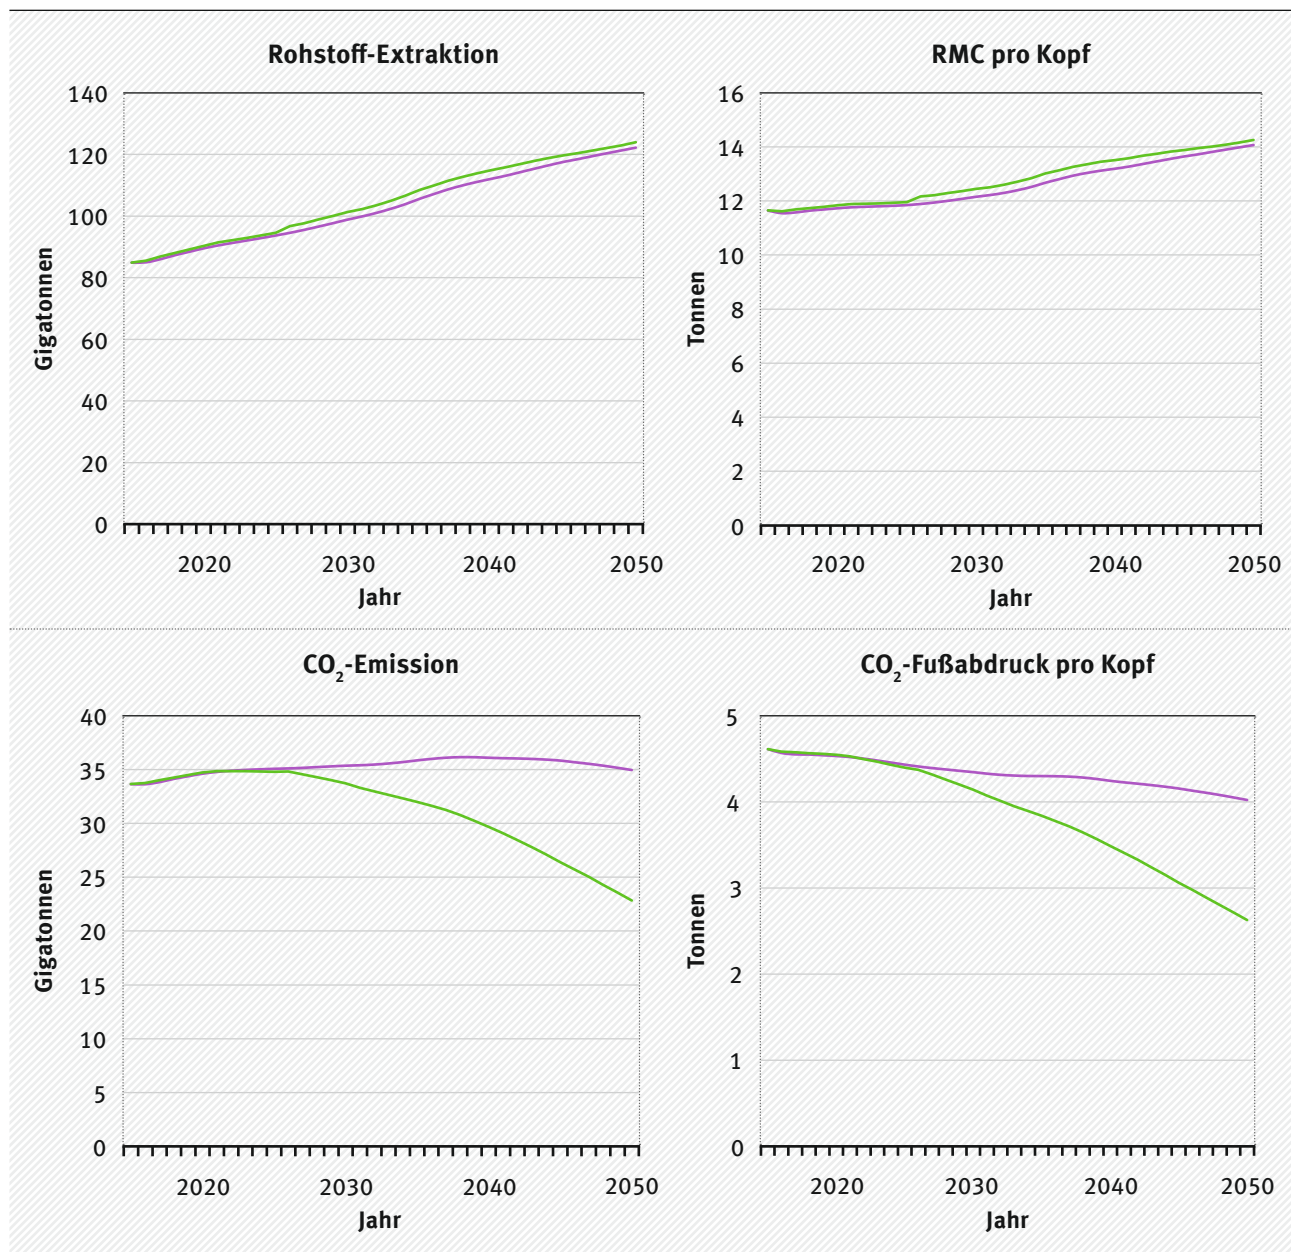 Rohstoff-Extraktion
Gigatonnen
140
120
100
80
60
40
20
0
2020 2030 2040 2050
Jahr
RMC pro Kopf
Tonnen
16
14
12
10
8
6
4
2
0
2020 2030 2040 2050
Jahr
CO₂-Emission
Gigatonnen
40
35
30
25
20
15
10
5
0
2020 2030 2040 2050
Jahr
CO₂-Fußabdruck pro Kopf
Tonnen
5
4
3
2
1
0
2020 2030 2040 2050
Jahr